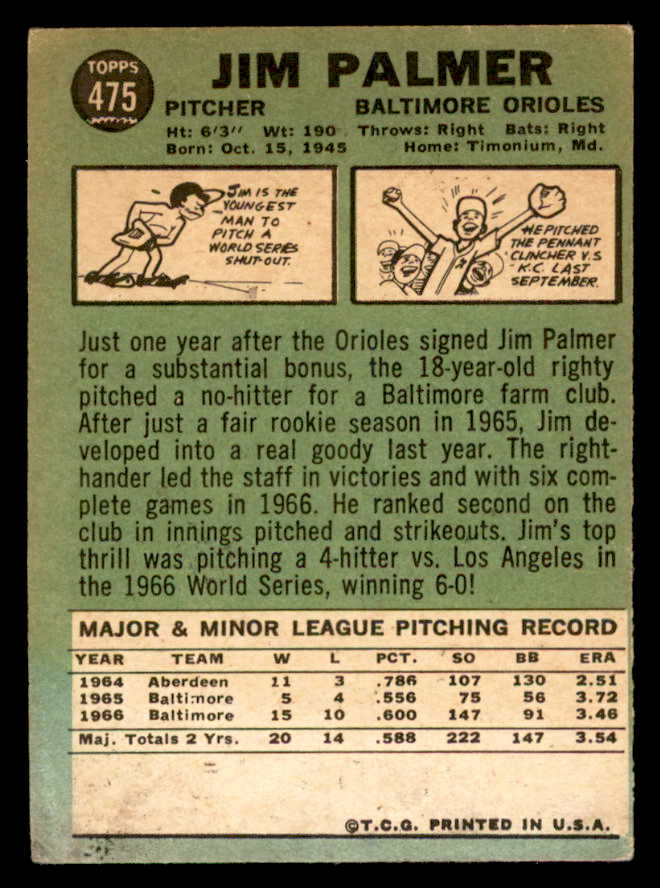 TOPPS
475
JIM PALMER
PITCHER BALTIMORE ORIOLES
Ht: 6'3" Wt: 190 Throws: Right Bats: Right
Born: Oct. 15, 1945 Home: Timonium, Md.
JIM IS THE
YOUNGEST
MAN TO
PITCH A
WORLD SERIES
SHUT-OUT.
HE PITCHED
THE PENNANT
CLINCHER V.S
K.C. LAST
SEPTEMBER.
Just one year after the Orioles signed Jim Palmer
for a substantial bonus, the 18-year-old righty
pitched a no-hitter for a Baltimore farm club.
After just a fair rookie season in 1965, Jim de-
veloped into a real goody last year. The right-
hander led the staff in victories and with six com-
plete games in 1966. He ranked second on the
club in innings pitched and strikeouts. Jim's top
thrill was pitching a 4-hitter vs. Los Angeles in
the 1966 World Series, winning 6-0!
MAJOR & MINOR LEAGUE PITCHING RECORD
YEAR TEAM W L PCT. SO BB ERA
1964 Aberdeen 11 3 .786 107 130 2.51
1965 Baltimore 5 4 .556 75 56 3.72
1966 Baltimore 15 10 .600 147 91 3.46
Maj. Totals 2 Yrs. 20 14 .588 222 147 3.54
©T.C.G. PRINTED IN U.S.A.